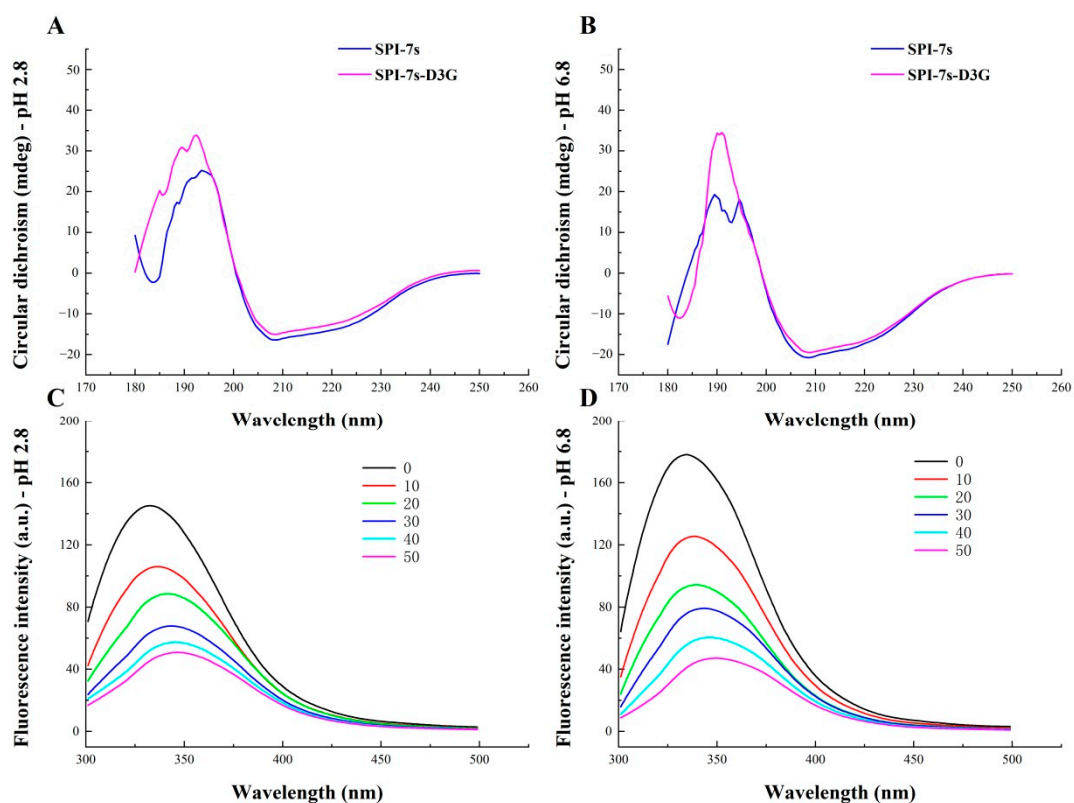 A
SPI-7s
SPI-7s-D3G
Circular dichroism (mdeg) - pH 2.8
50
40
30
20
10
0
−10
−20
170 180 190 200 210 220 230 240 250 260
Wavelength (nm)
B
SPI-7s
SPI-7s-D3G
Circular dichroism (mdeg) - pH 6.8
50
40
30
20
10
0
−10
−20
170 180 190 200 210 220 230 240 250 260
Wavelength (nm)
C
Fluorescence intensity (a.u.) - pH 2.8
200
160
120
80
40
0
0
10
20
30
40
50
300 350 400 450 500
Wavelength (nm)
D
Fluorescence intensity (a.u.) - pH 6.8
200
160
120
80
40
0
0
10
20
30
40
50
300 350 400 450 500
Wavelength (nm)